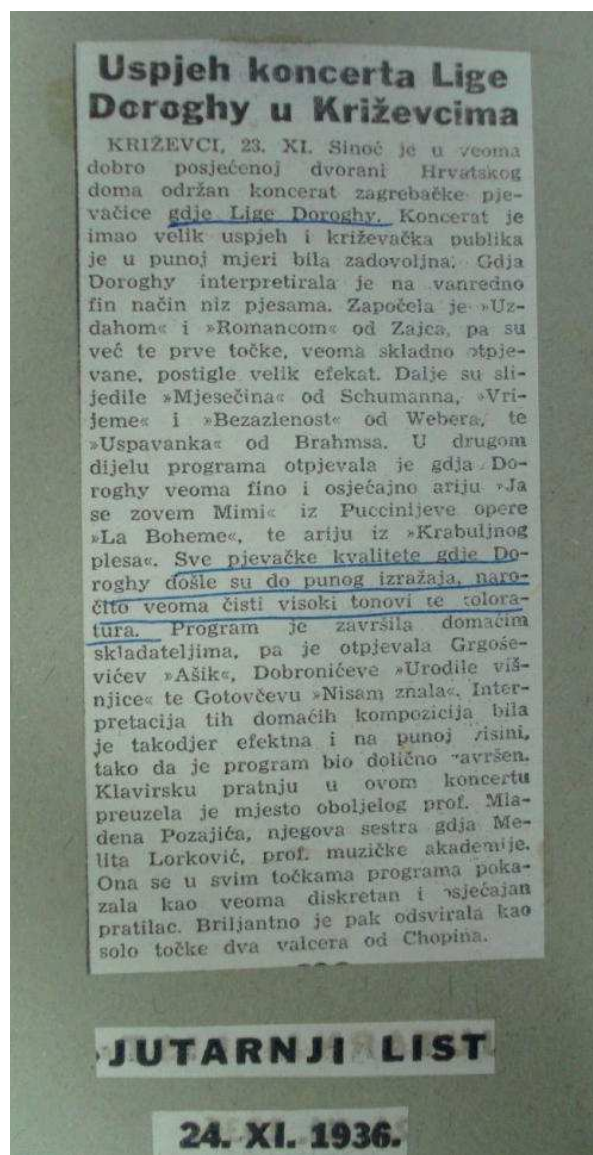 Uspjeh koncerta Lige
Doroghy u Križevcima
KRIŽEVCI, 23. XI. Sinoć je u veoma
dobro posjećenoj dvorani Hrvatskog
doma održan koncerat zagrebačke pje-
vačice gdje Lige Doroghy. Koncerat je
imao velik uspjeh i križevačka publika
je u punoj mjeri bila zadovoljna. Gdja
Doroghy interpretirala je na vanredno
fin način niz pjesama. Započela je »Uz-
dahom« i »Romancom« od Zajca, pa su
već te prve točke, veoma skladno otpje-
vane, postigle velik efekat. Dalje su sli-
jedile »Mjesečina« od Schumanna, »Vri-
jeme« i »Bezazlenost« od Webera, te
»Uspavanka« od Brahmsa. U drugom
dijelu programa otpjevala je gdja Do-
roghy veoma fino i osjećajno ariju »Ja
se zovem Mimi« iz Puccinijeve opere
»La Boheme«, te ariju iz »Krabuljnog
plesa«. Sve pjevačke kvalitete gdje Do-
roghy došle su do punog izražaja, naro-
čito veoma čisti visoki tonovi te kolora-
tura. Program je završila domaćim
skladateljima, pa je otpjevala Grgoše-
vićev »Ašik«, Dobronićeve »Urodile viš-
njice« te Gotovčevu »Nisam znala«. Inter-
pretacija tih domaćih kompozicija bila
je takodjer efektna i na punoj visini,
tako da je program bio dolično završen.
Klavirsku pratnju u ovom koncertu
preuzela je mjesto oboljelog prof. Mla-
dena Pozajića, njegova sestra gdja Me-
lita Lorković, prof. muzičke akademije.
Ona se u svim točkama programa poka-
zala kao veoma diskretan i osjećajan
pratilac. Briljantno je pak odsvirala kao
solo točke dva valcera od Chopina.
JUTARNJI LIST
24. XI. 1936.